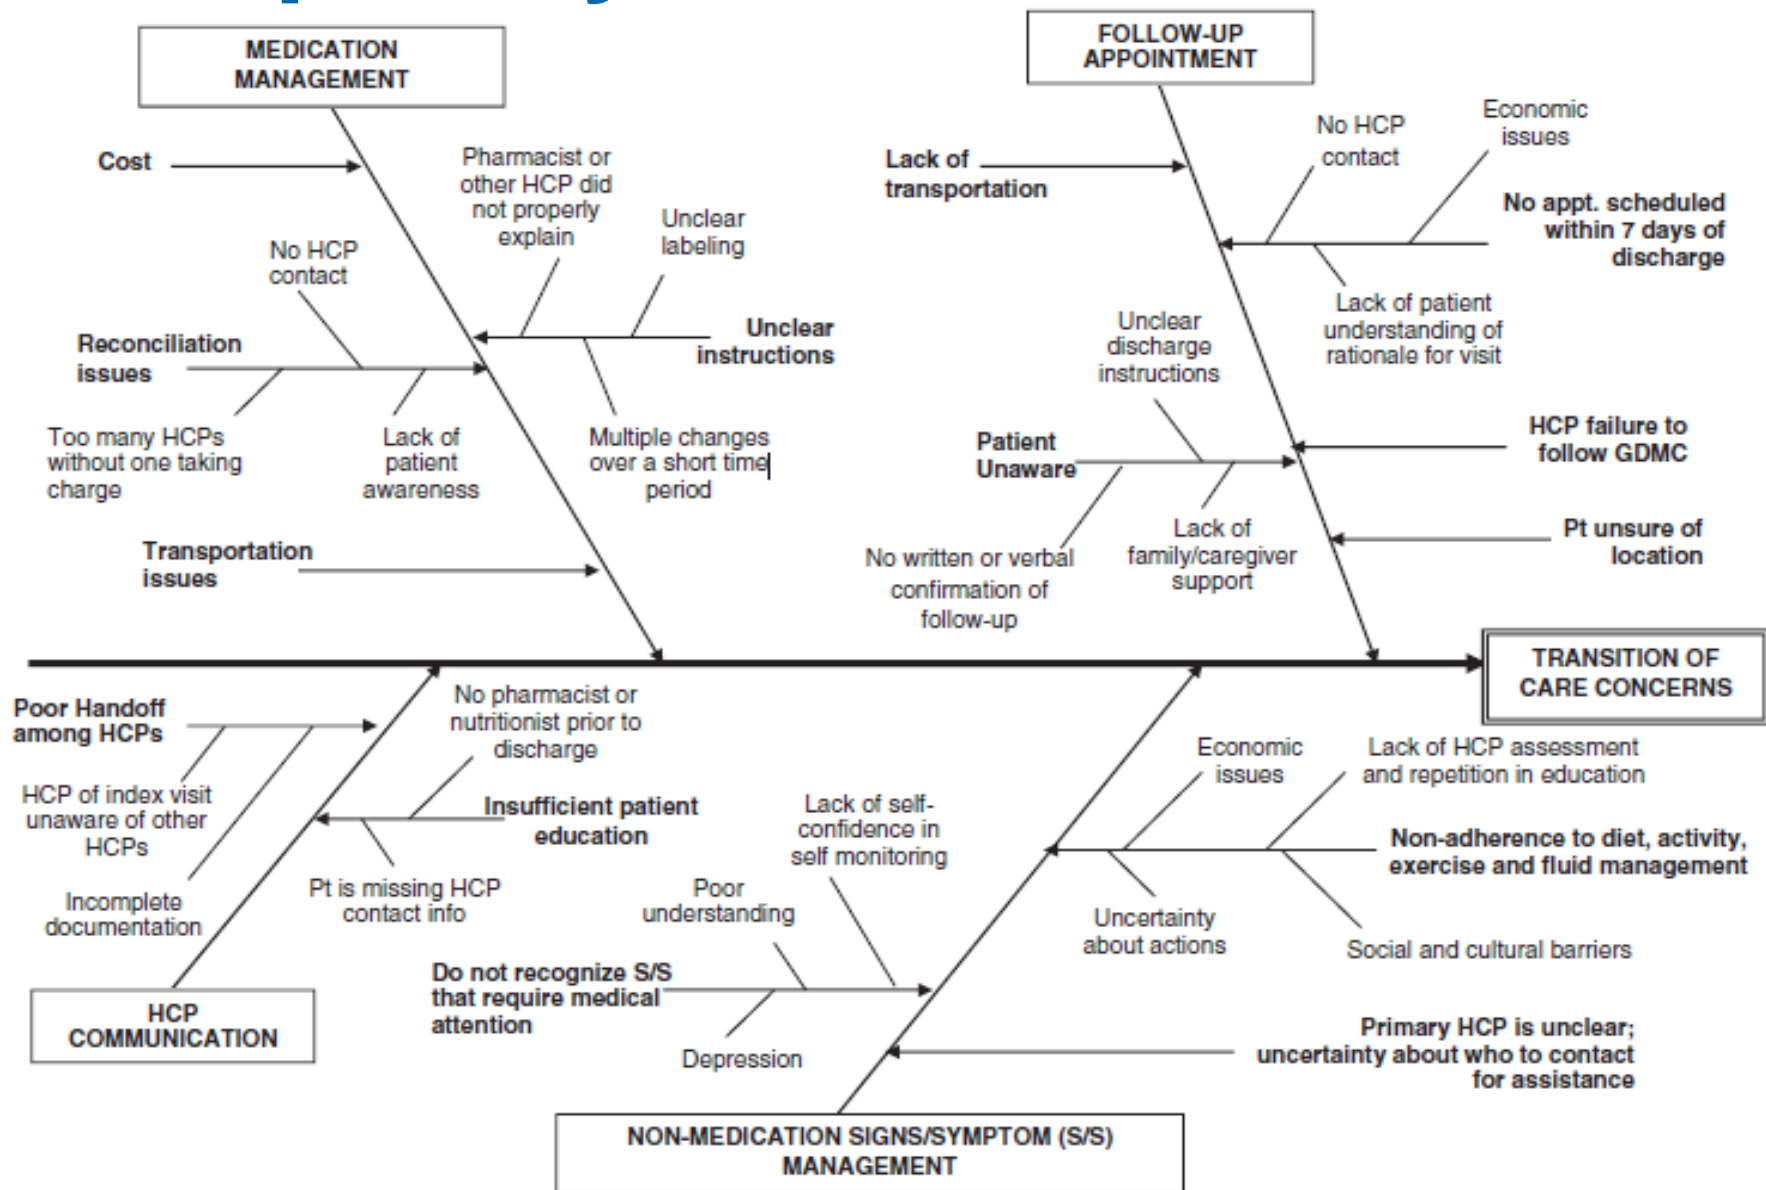 MEDICATION
MANAGEMENT
Cost
Pharmacist or
other HCP did
not properly
explain
Unclear
labeling
No HCP
contact
Reconciliation
issues
Unclear
instructions
Too many HCPs
without one taking
charge
Lack of
patient
awareness
Multiple changes
over a short time
period
Transportation
issues
FOLLOW-UP
APPOINTMENT
Lack of
transportation
No HCP
contact
Economic
issues
No appt. scheduled
within 7 days of
discharge
Lack of patient
understanding of
rationale for visit
Unclear
discharge
instructions
Patient
Unaware
HCP failure to
follow GDMC
No written or verbal
confirmation of
follow-up
Lack of
family/caregiver
support
Pt unsure of
location
TRANSITION OF
CARE CONCERNS
Poor Handoff
among HCPs
No pharmacist or
nutritionist prior to
discharge
HCP of index visit
unaware of other
HCPs
Insufficient patient
education
Incomplete
documentation
Pt is missing HCP
contact info
HCP
COMMUNICATION
Lack of self-
confidence in
self monitoring
Poor
understanding
Do not recognize S/S
that require medical
attention
Depression
Economic
issues
Lack of HCP assessment
and repetition in education
Non-adherence to diet, activity,
exercise and fluid management
Uncertainty
about actions
Social and cultural barriers
Primary HCP is unclear;
uncertainty about who to contact
for assistance
NON-MEDICATION SIGNS/SYMPTOM (S/S)
MANAGEMENT